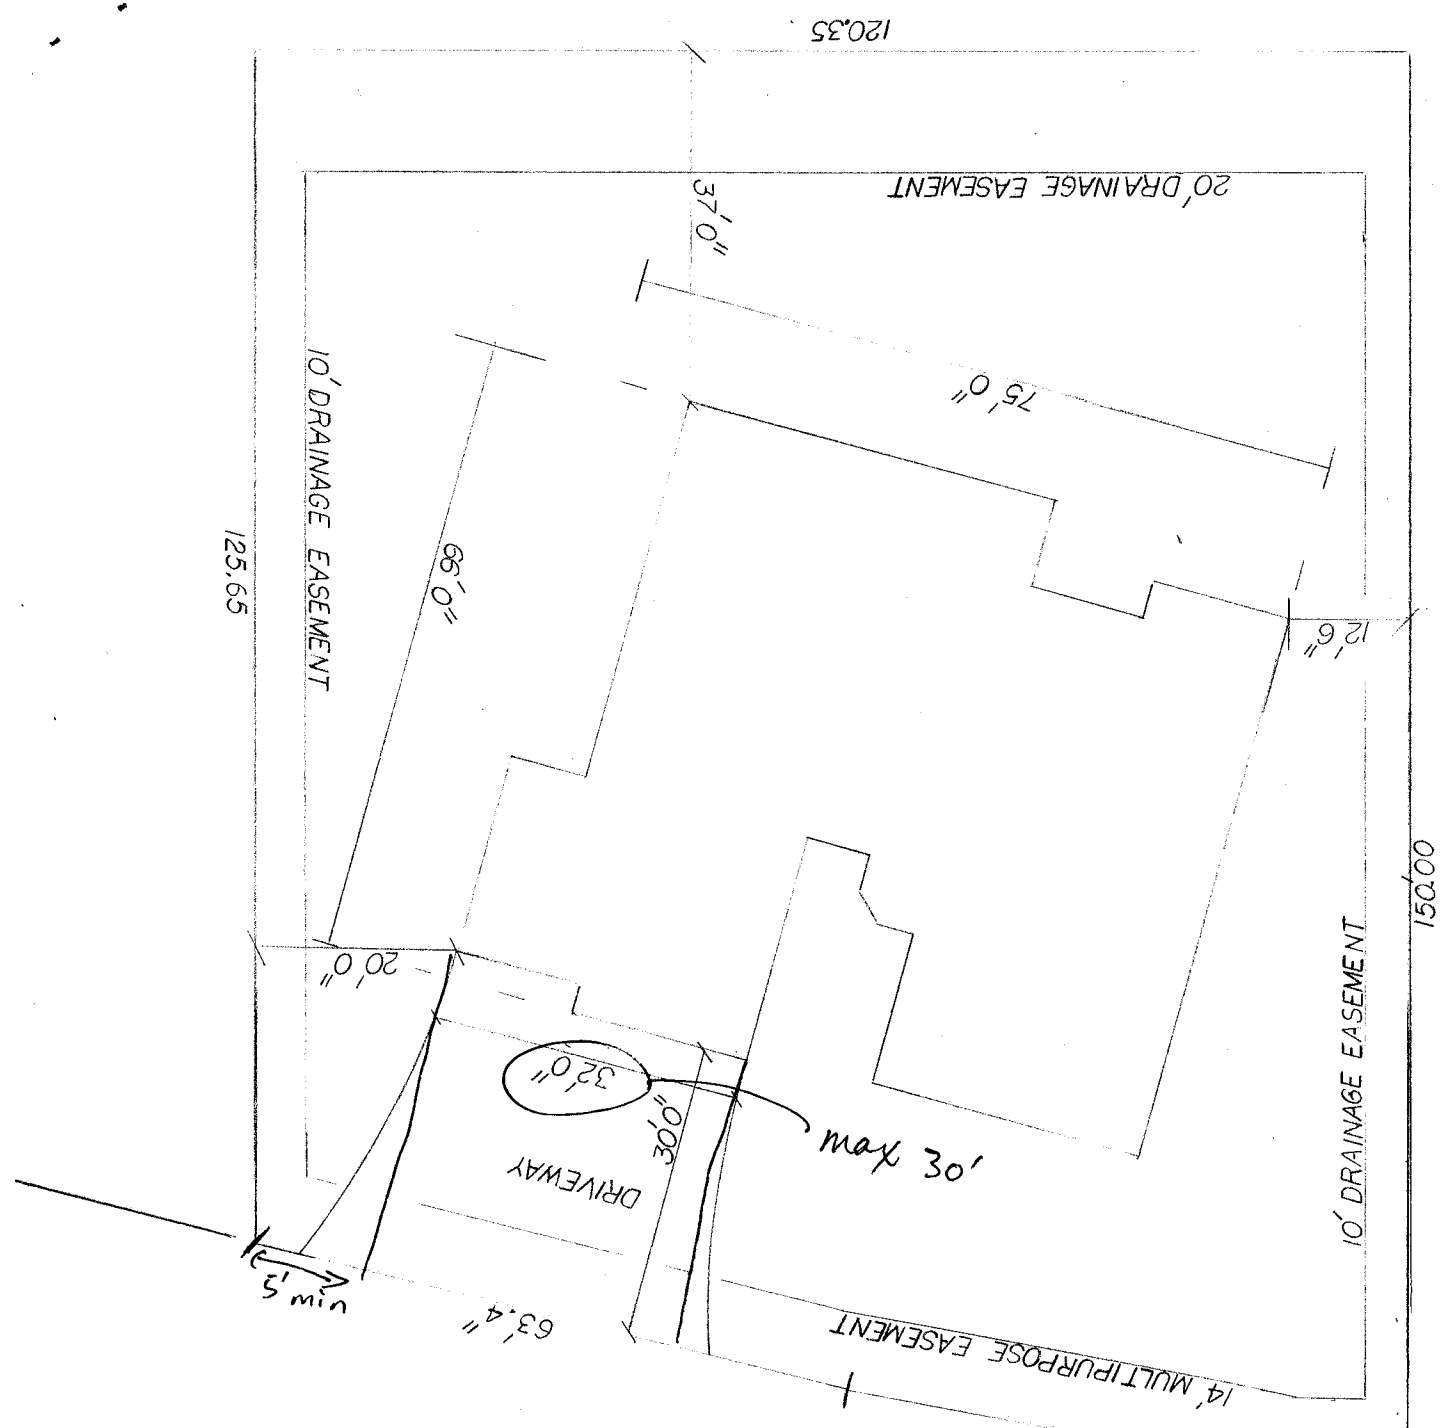 120.35
20' DRAINAGE EASEMENT
37'0"
75'0"
10' DRAINAGE EASEMENT
125.65
66'0"
12'6"
150.00
20'0"
32'0"
30'0"
max 30'
DRIVEWAY
10' DRAINAGE EASEMENT
5' min
63.'4"
14' MULTIPURPOSE EASEMENT